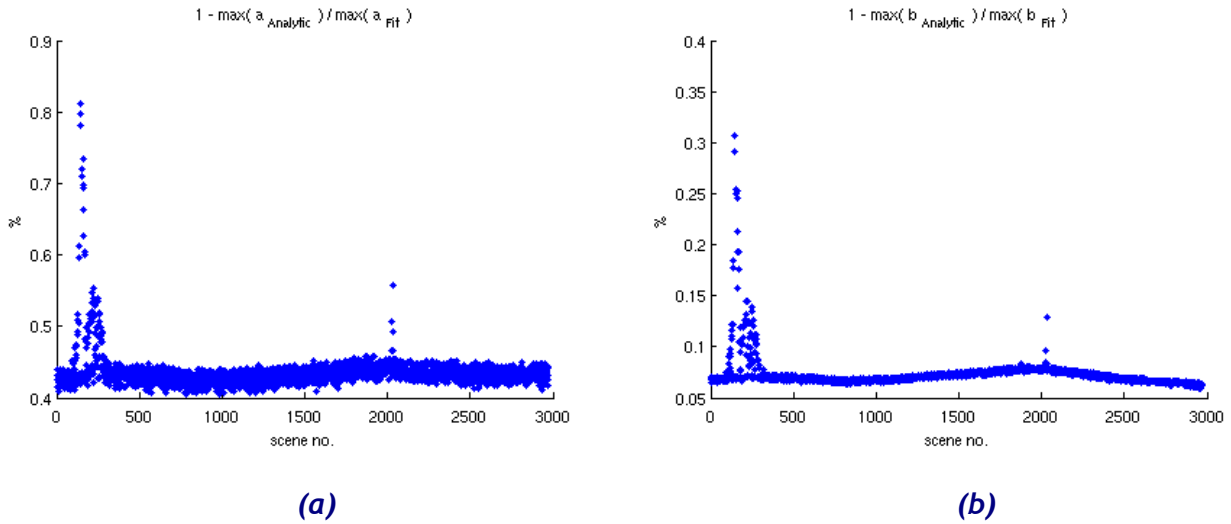 1 - max( a Analytic ) / max( a Fit )
0.9
0.8
0.7
%
0.6
0.5
0.4
0 500 1000 1500 2000 2500 3000
scene no.
(a)
1 - max( b Analytic ) / max( b Fit )
0.4
0.35
0.3
0.25
%
0.2
0.15
0.1
0.05
0 500 1000 1500 2000 2500 3000
scene no.
(b)